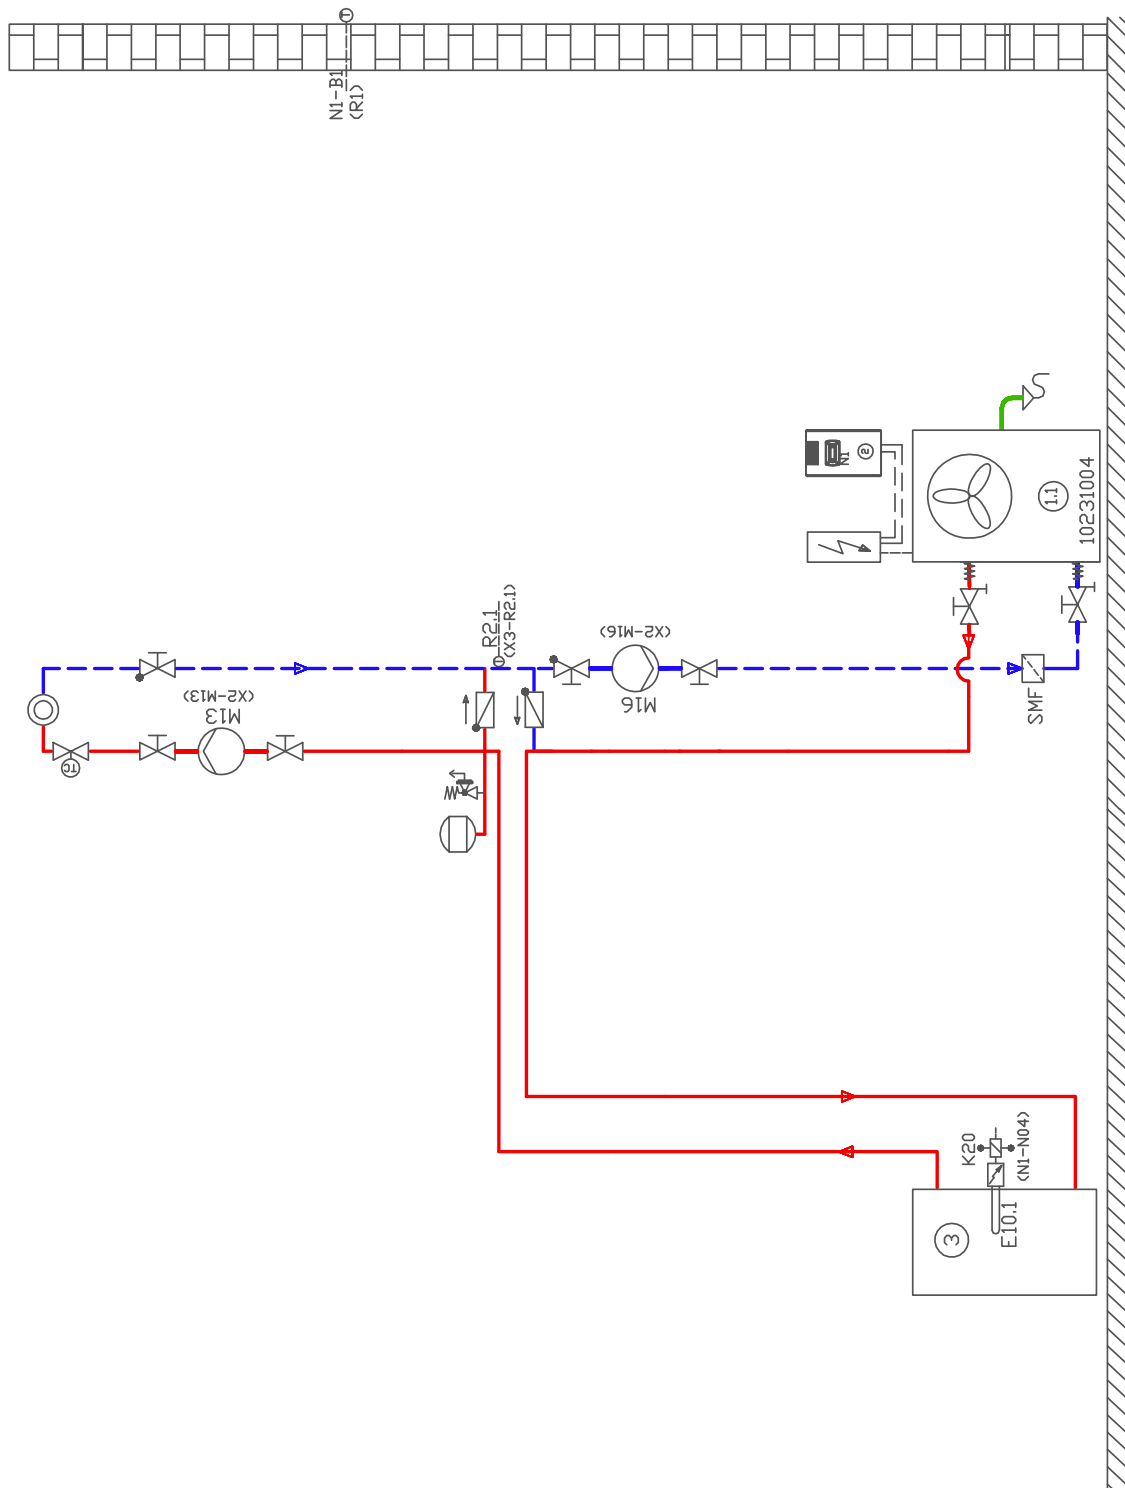 N1-B1
(R1)
T
N1
2
1.1
10231004
R2.1
(X3-R2.1)
T
(X2-M16)
M16
(X2-M13)
M13
SMF
K20
(N1-N04)
E10.1
3